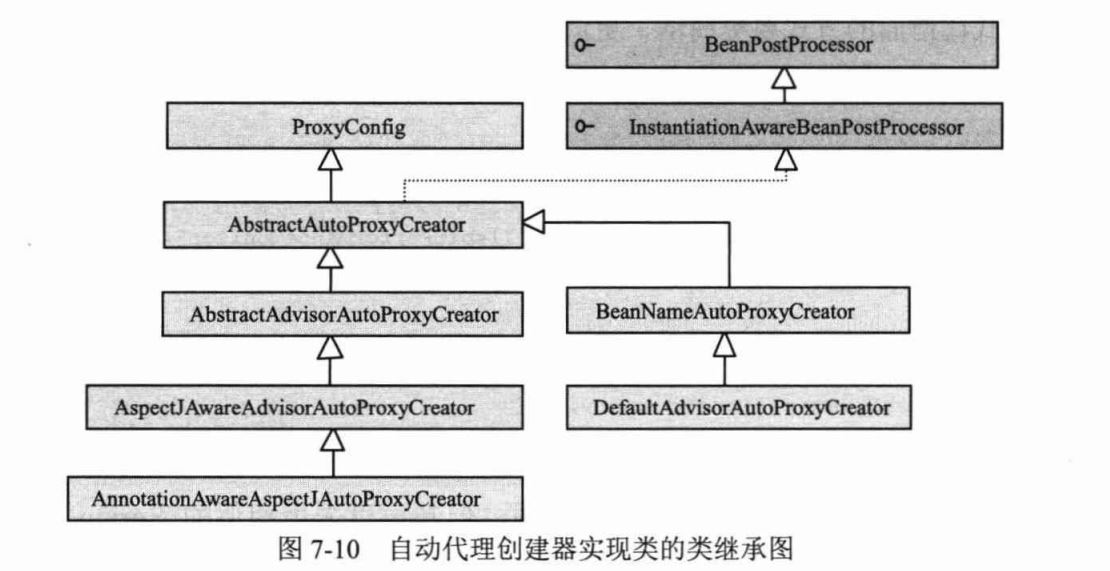 BeanPostProcessor
ProxyConfig
InstantiationAwareBeanPostProcessor
AbstractAutoProxyCreator
AbstractAdvisorAutoProxyCreator
BeanNameAutoProxyCreator
AspectJAwareAdvisorAutoProxyCreator
DefaultAdvisorAutoProxyCreator
AnnotationAwareAspectJAutoProxyCreator
图 7-10 自动代理创建器实现类的类继承图